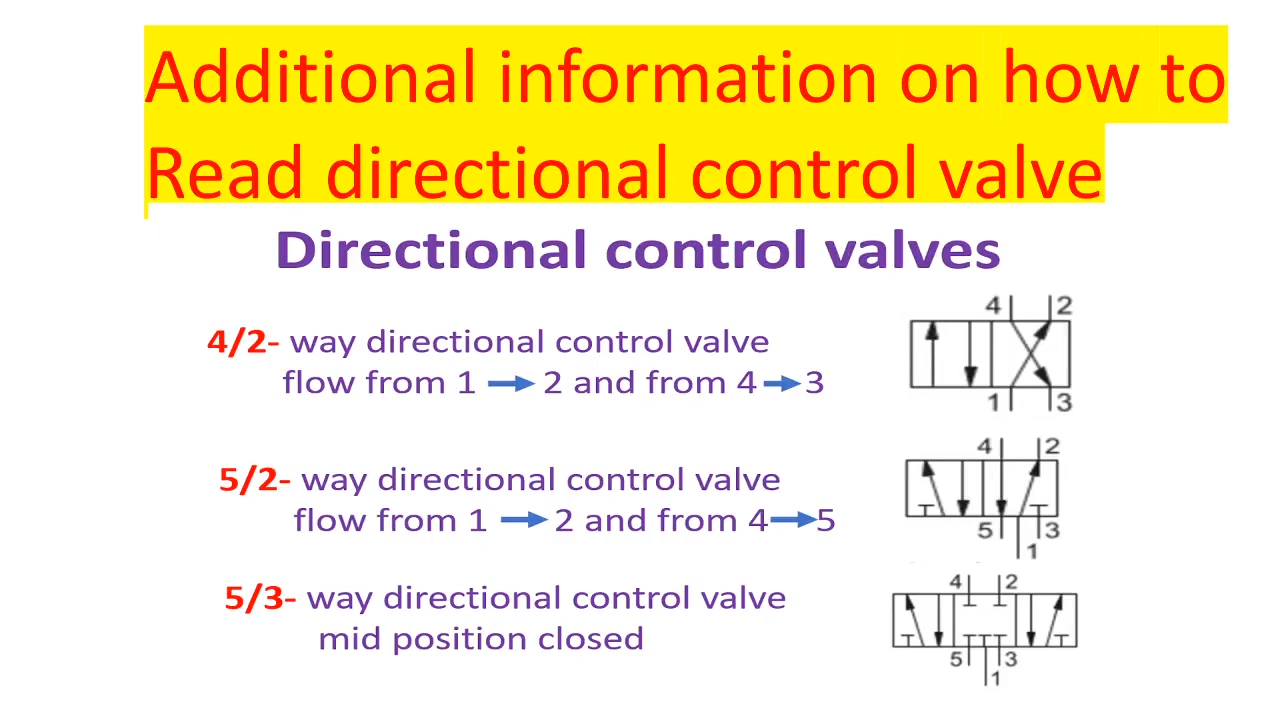 Additional information on how to
Read directional control valve
Directional control valves
4/2- way directional control valve
flow from 1 → 2 and from 4 → 3
4 2
1 3
5/2- way directional control valve
flow from 1 → 2 and from 4 → 5
4 2
5 3
1
5/3- way directional control valve
mid position closed
4 2
5 3
1